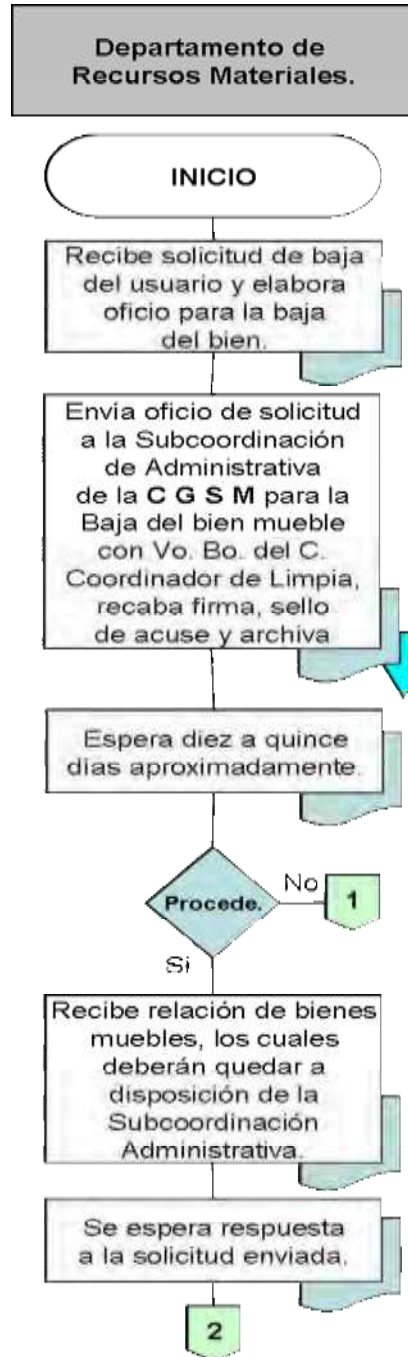 Departamento de
Recursos Materiales.
INICIO
Recibe solicitud de baja
del usuario y elabora
oficio para la baja
del bien.
Envía oficio de solicitud
a la Subcoordinación
de Administrativa
de la C G S M para la
Baja del bien mueble
con Vo. Bo. del C.
Coordinador de Limpia,
recaba firma, sello
de acuse y archiva
Espera diez a quince
días aproximadamente.
Procede.
No
1
Si
Recibe relación de bienes
muebles, los cuales
deberán quedar a
disposición de la
Subcoordinación
Administrativa.
Se espera respuesta
a la solicitud enviada.
2